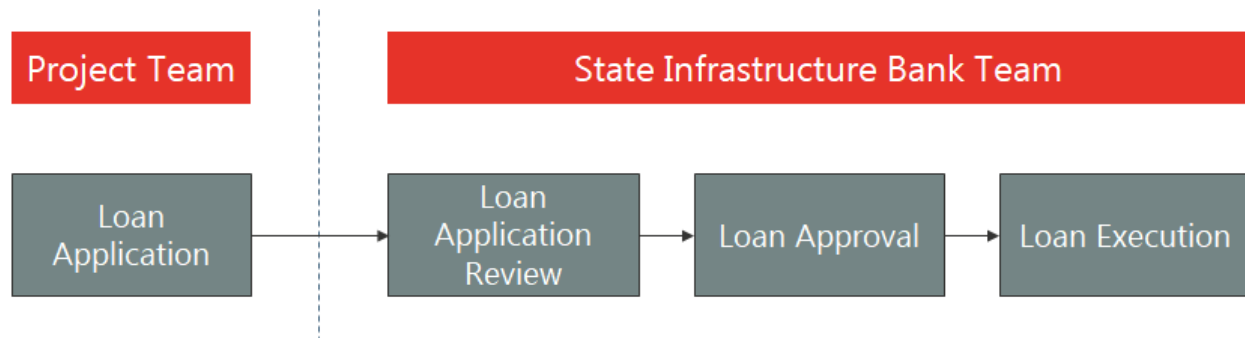 Project Team
State Infrastructure Bank Team
Loan
Application
Loan
Application
Review
Loan Approval
Loan Execution